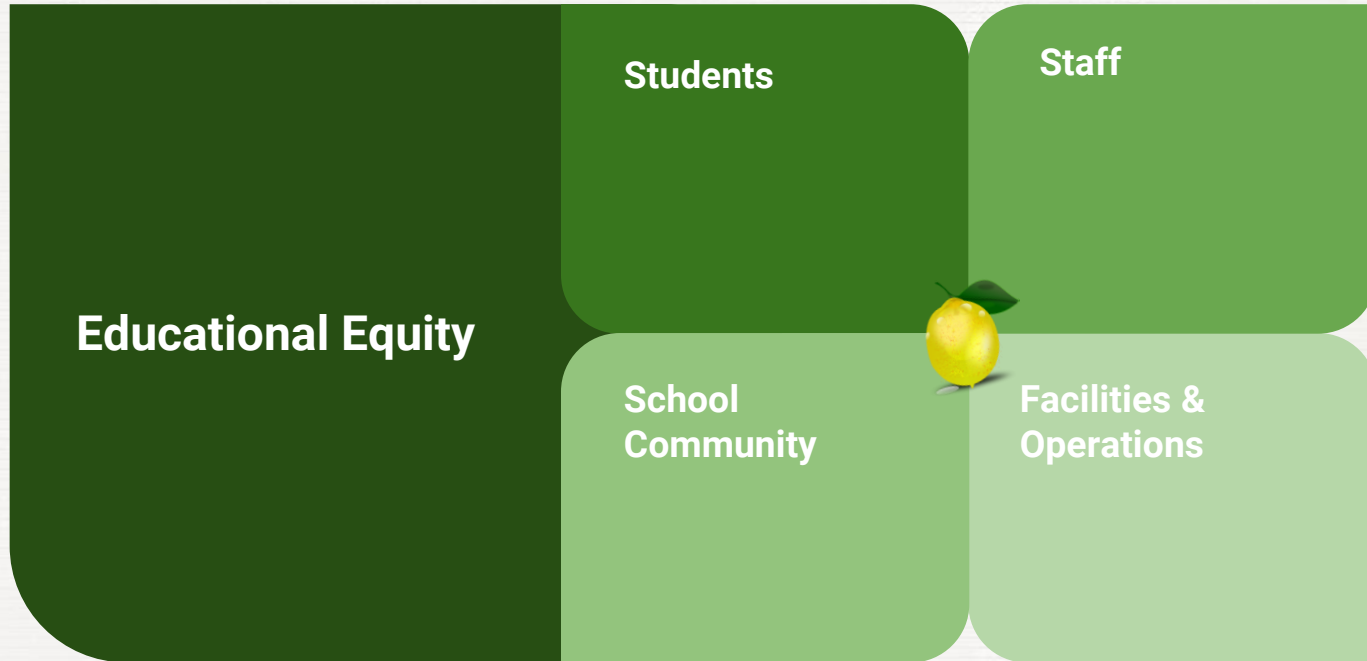 Educational Equity
Students
Staff
School
Community
Facilities &
Operations